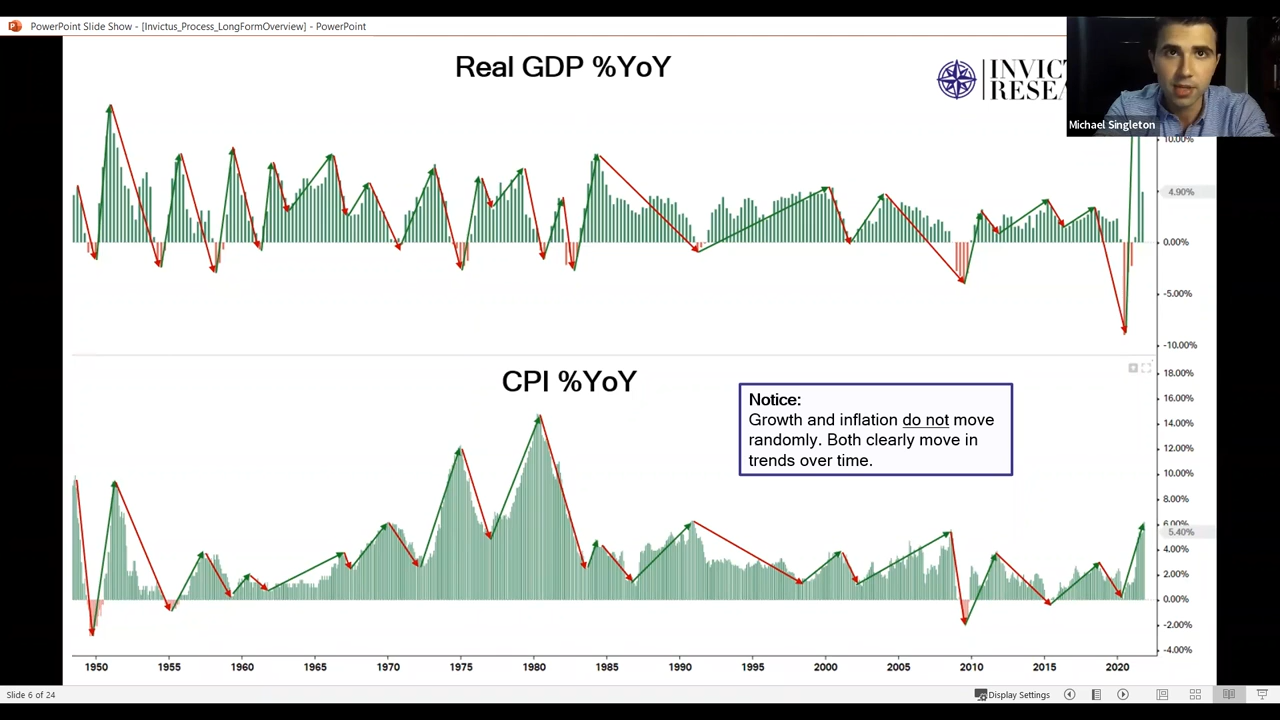 PowerPoint Slide Show - [Invictus_Process_LongFormOverview] - PowerPoint
Real GDP %YoY
INVICT
RESEA
Michael Singleton
10.00%
4.90%
0.00%
-5.00%
-10.00%
CPI %YoY
18.00%
16.00%
14.00%
12.00%
10.00%
8.00%
6.00%
5.40%
4.00%
2.00%
0.00%
-2.00%
-4.00%
Notice:
Growth and inflation do not move
randomly. Both clearly move in
trends over time.
1950 1955 1960 1965 1970 1975 1980 1985 1990 1995 2000 2005 2010 2015 2020
Slide 6 of 24
Display Settings